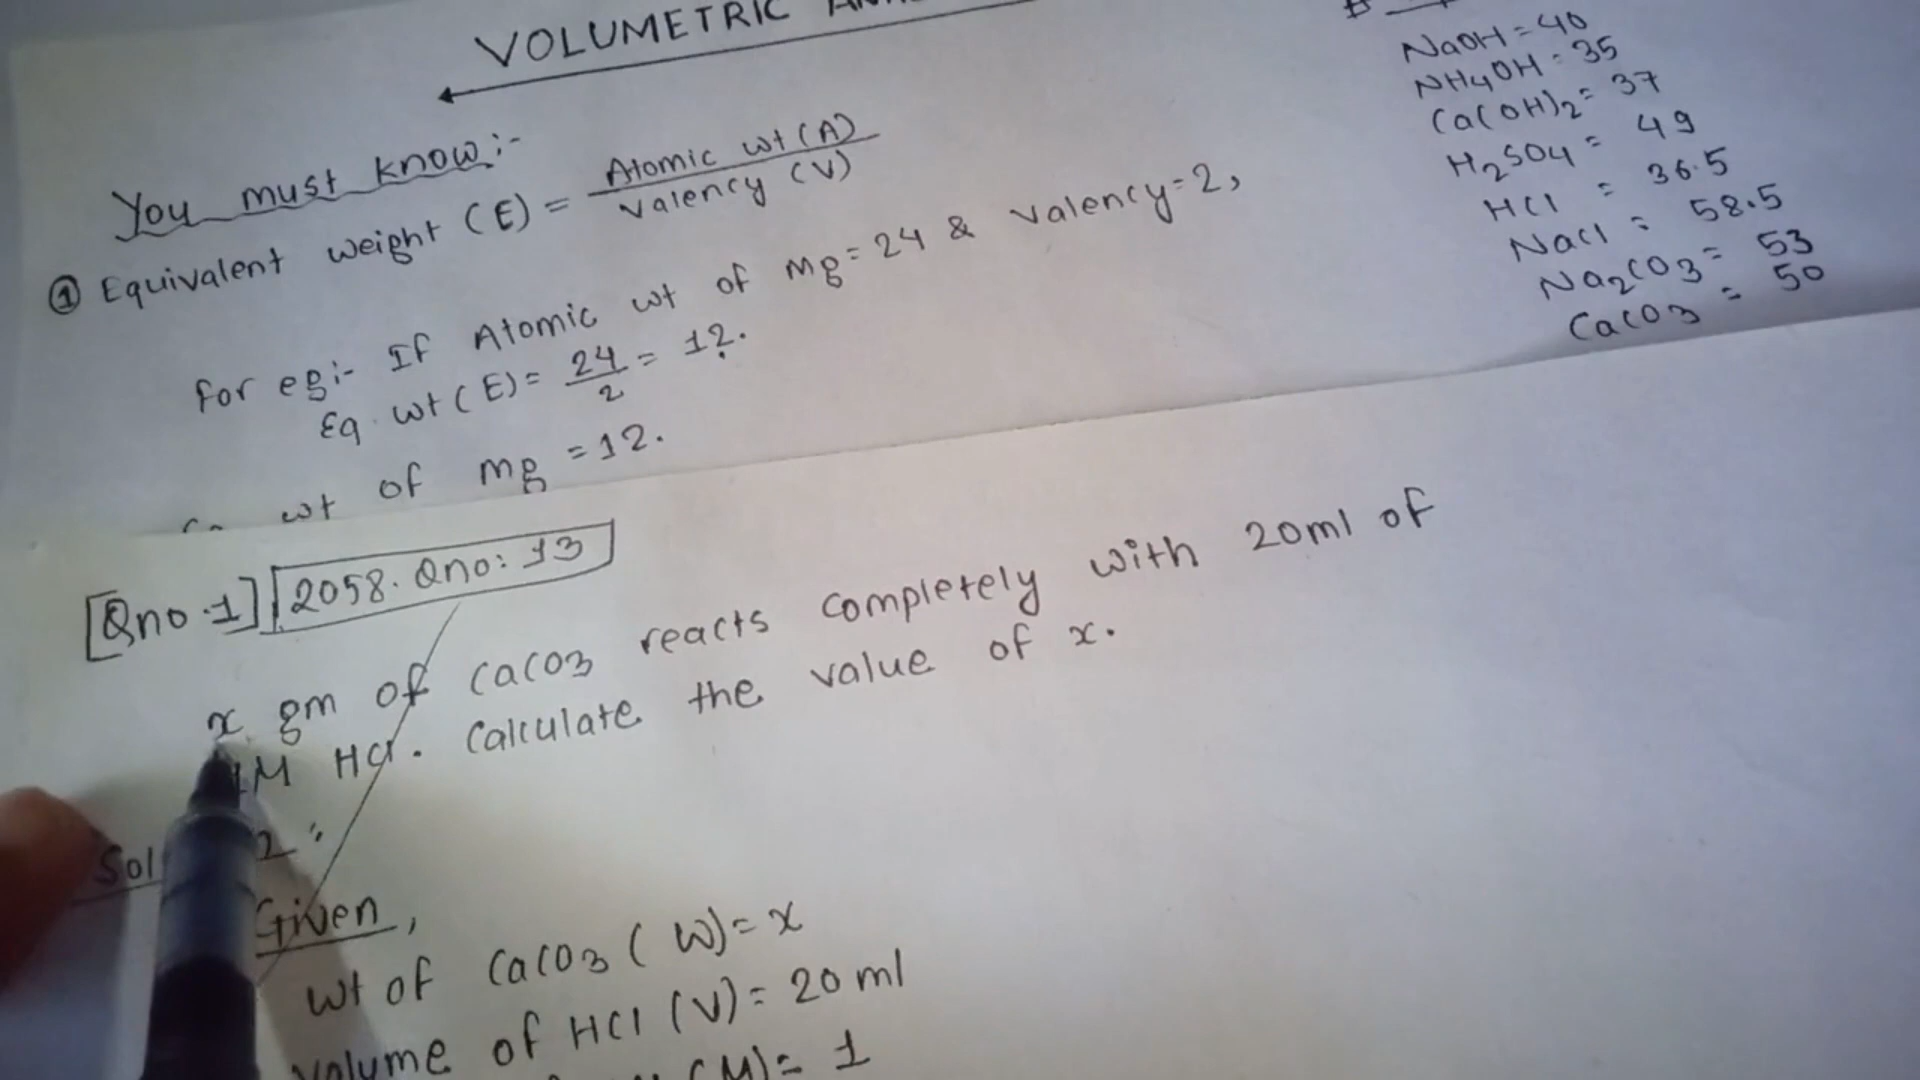 VOLUMETRIC
You must know:-
① Equivalent weight (E) = Atomic wt (A)
Valency (V)
for eg:- If Atomic wt of Mg = 24 & Valency = 2,
Eq. wt (E) = 24 = 12.
2
wt of Mg = 12.
NaOH = 40
NH4OH = 35
Ca(OH)2 = 37
H2SO4 = 49
HCl = 36.5
NaCl = 58.5
Na2CO3 = 53
CaCO3 = 50
[Qno.1] 2058. Qno: 13
x gm of CaCO3 reacts completely with 20ml of
1M HCl. Calculate the value of x.
Sol
Given,
Wt of CaCO3 (W) = x
Volume of HCl (V) = 20 ml
(M) = 1